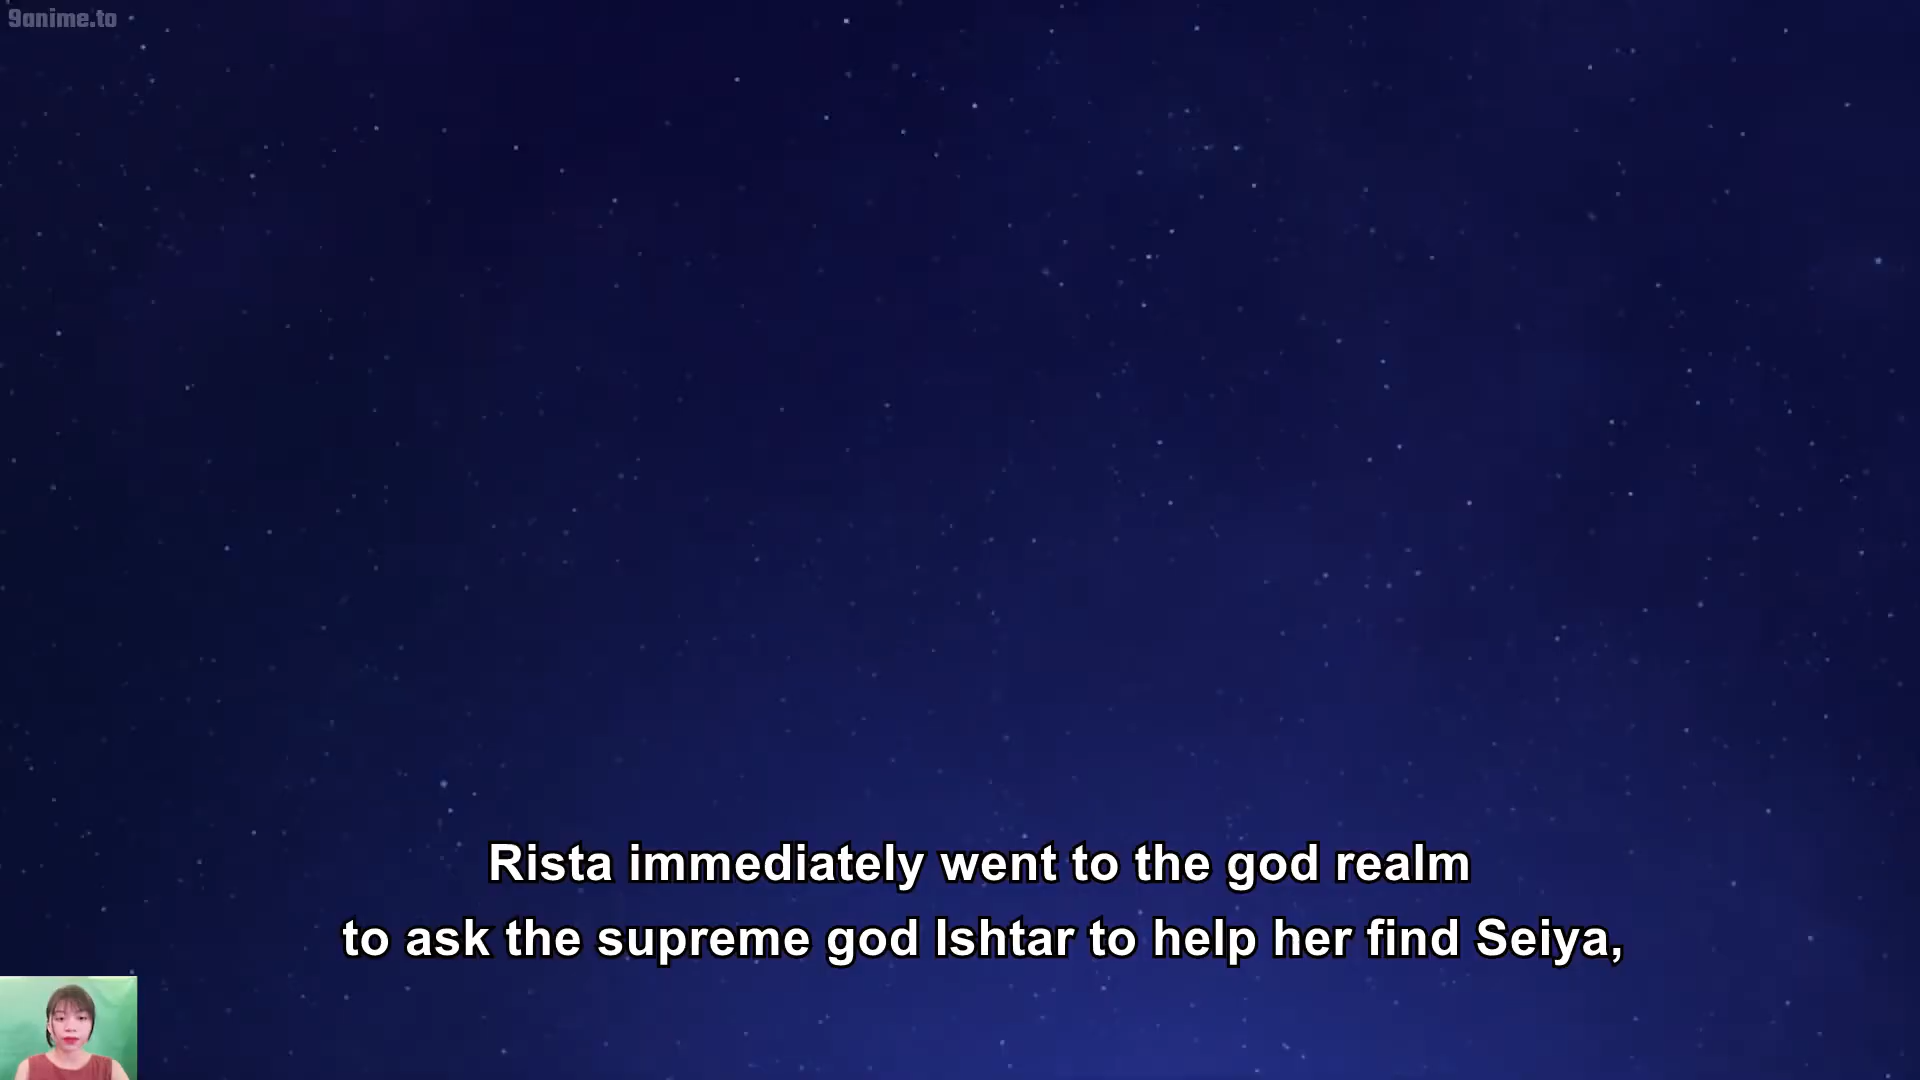 9anime.to
Rista immediately went to the god realm
to ask the supreme god Ishtar to help her find Seiya,